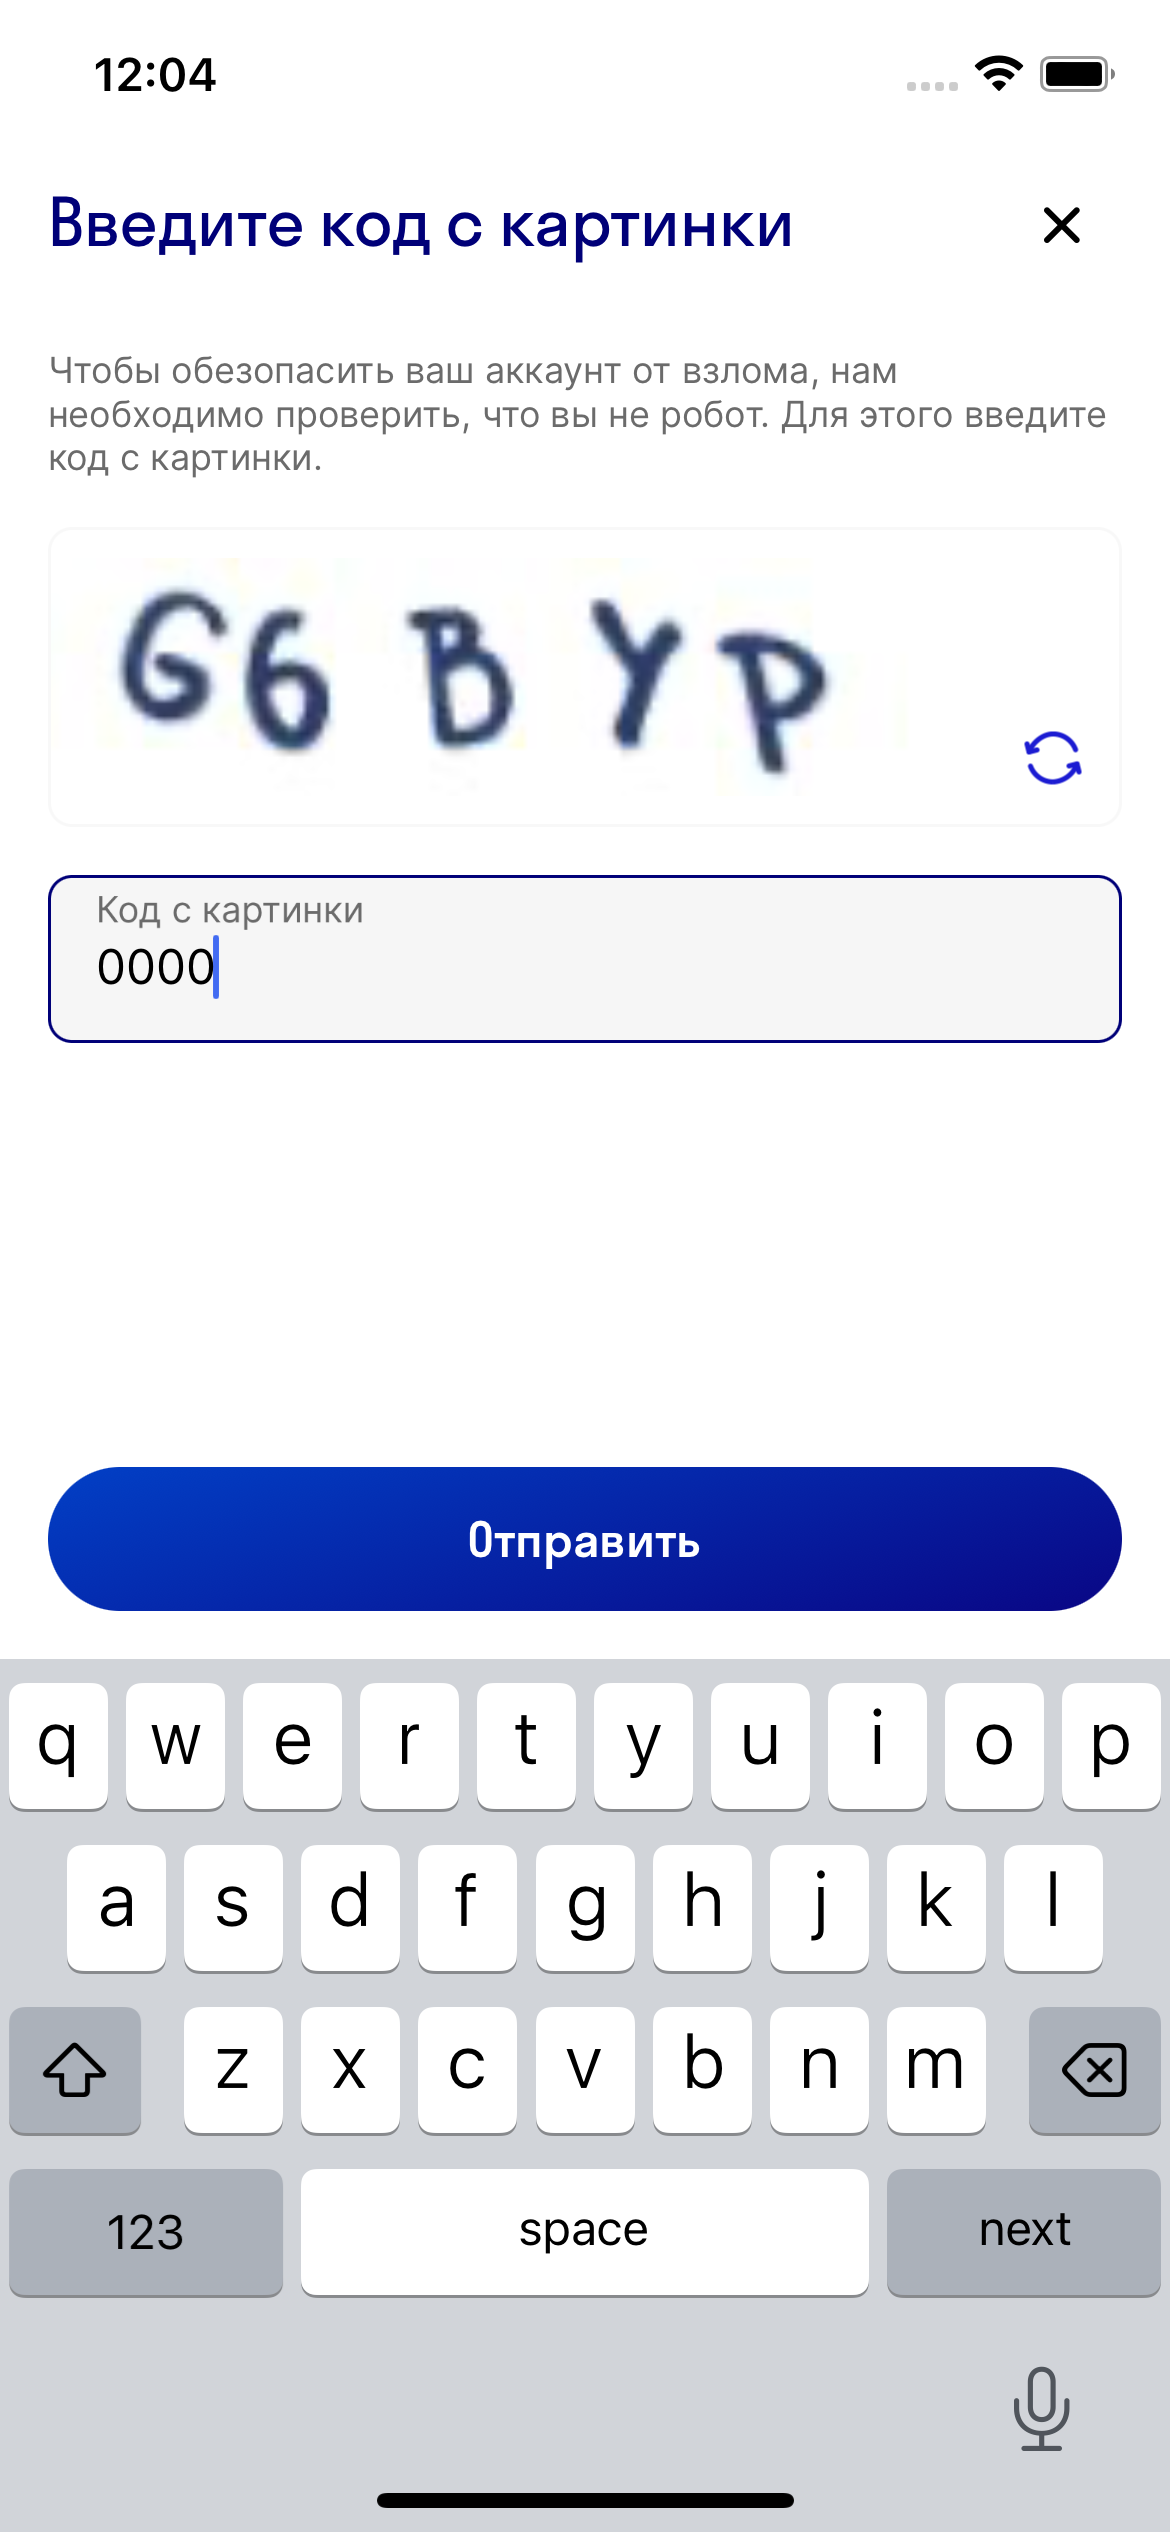 12:04
Введите код с картинки
Чтобы обезопасить ваш аккаунт от взлома, нам
необходимо проверить, что вы не робот. Для этого введите
код с картинки.
G6BYP
Код с картинки
0000
Отправить
q w e r t y u i o p
a s d f g h j k l
z x c v b n m
123 space next